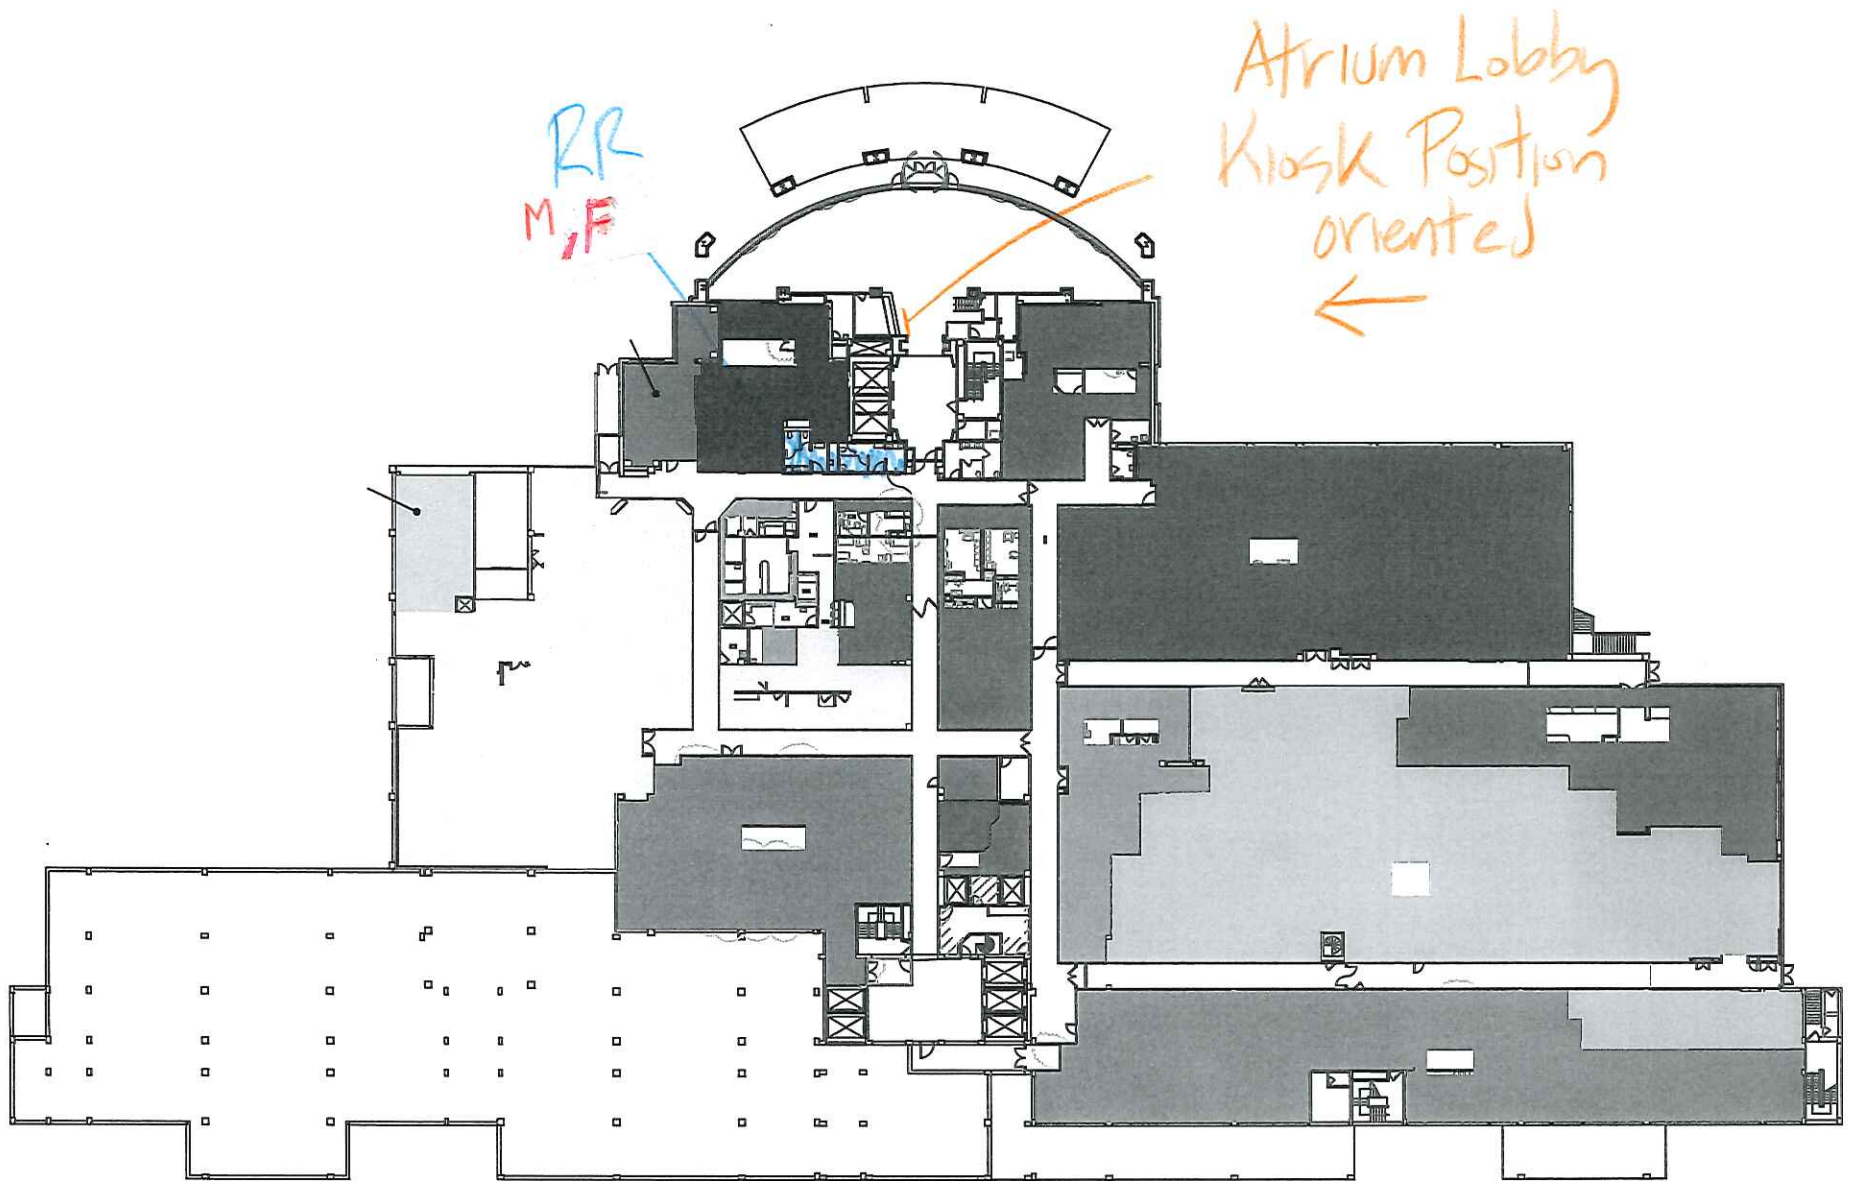 RR
M,F
Atrium Lobby
Kiosk Position
oriented
←